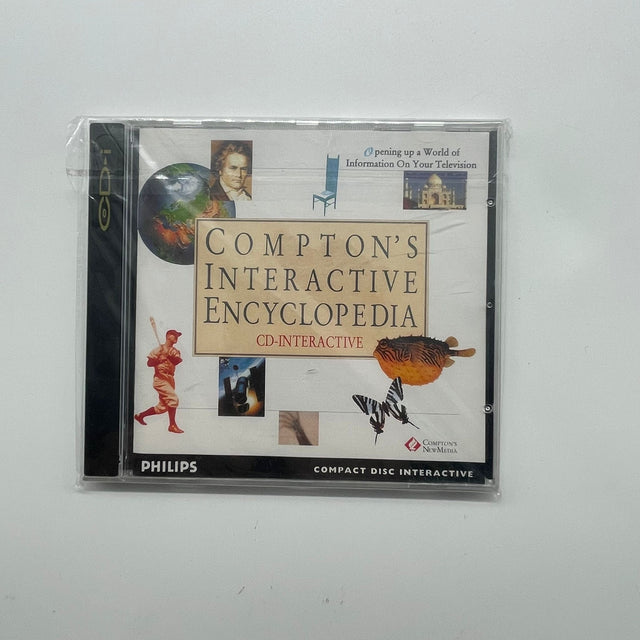 CD-i
Opening up a World of
Information On Your Television
COMPTON'S
INTERACTIVE
ENCYCLOPEDIA
CD-INTERACTIVE
COMPTON'S
NEWMEDIA
PHILIPS
COMPACT DISC INTERACTIVE